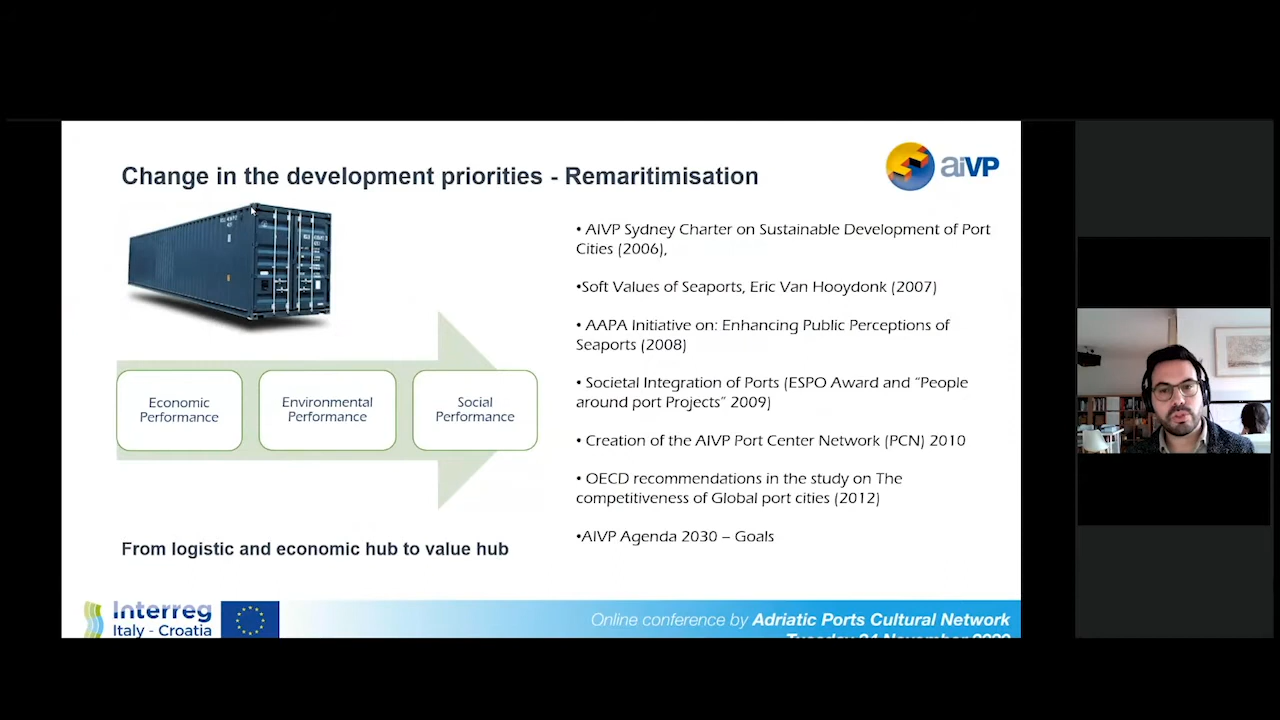 Change in the development priorities - Remaritimisation
aiVP
• AIVP Sydney Charter on Sustainable Development of Port
Cities (2006),
•Soft Values of Seaports, Eric Van Hooydonk (2007)
• AAPA Initiative on: Enhancing Public Perceptions of
Seaports (2008)
• Societal Integration of Ports (ESPO Award and “People
around port Projects” 2009)
• Creation of the AIVP Port Center Network (PCN) 2010
• OECD recommendations in the study on The
competitiveness of Global port cities (2012)
•AIVP Agenda 2030 – Goals
Economic
Performance
Environmental
Performance
Social
Performance
From logistic and economic hub to value hub
Interreg
Italy - Croatia
Online conference by Adriatic Ports Cultural Network
Tuesday 24 November 2020